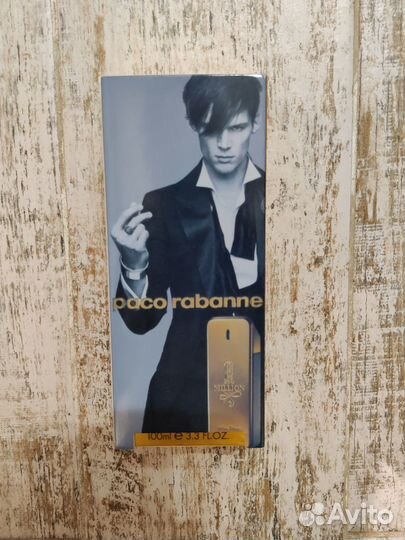 paco rabanne
1
MILLION
100ml e 3.3 FL.OZ.
Avito